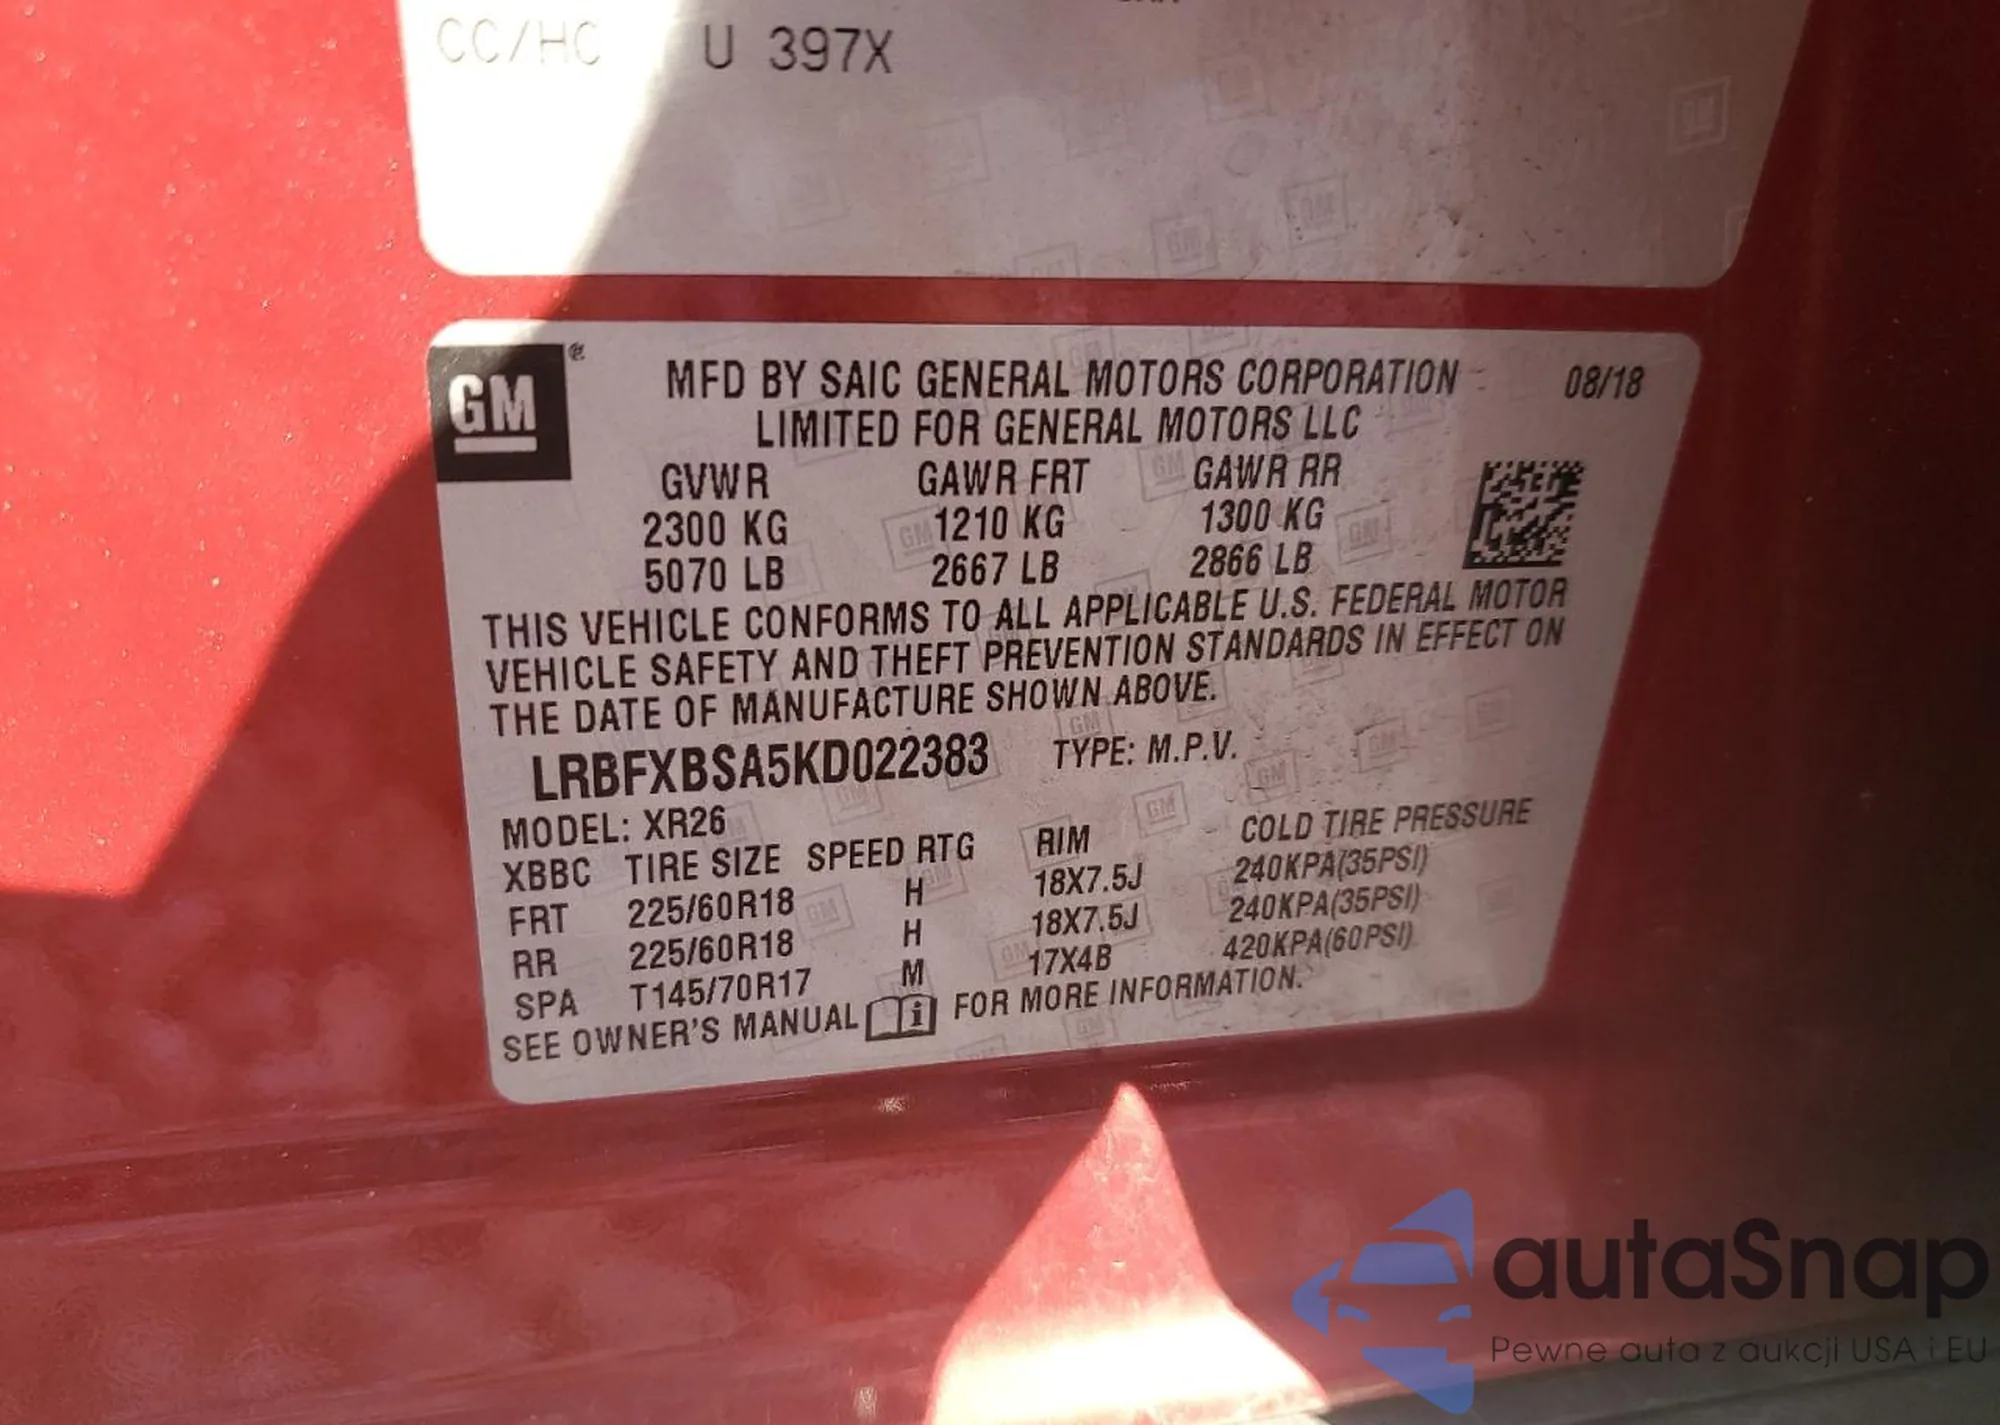 CC/HC U 397X
GM ®
MFD BY SAIC GENERAL MOTORS CORPORATION 08/18
LIMITED FOR GENERAL MOTORS LLC
GVWR GAWR FRT GAWR RR
2300 KG 1210 KG 1300 KG
5070 LB 2667 LB 2866 LB
THIS VEHICLE CONFORMS TO ALL APPLICABLE U.S. FEDERAL MOTOR
VEHICLE SAFETY AND THEFT PREVENTION STANDARDS IN EFFECT ON
THE DATE OF MANUFACTURE SHOWN ABOVE.
LRBFXBSA5KD022383 TYPE: M.P.V.
MODEL: XR26
XBBC TIRE SIZE SPEED RTG RIM COLD TIRE PRESSURE
FRT 225/60R18 H 18X7.5J 240KPA(35PSI)
RR 225/60R18 H 18X7.5J 240KPA(35PSI)
SPA T145/70R17 M 17X4B 420KPA(60PSI)
SEE OWNER'S MANUAL i FOR MORE INFORMATION.
autaSnap
Pewne auta z aukcji USA i EU